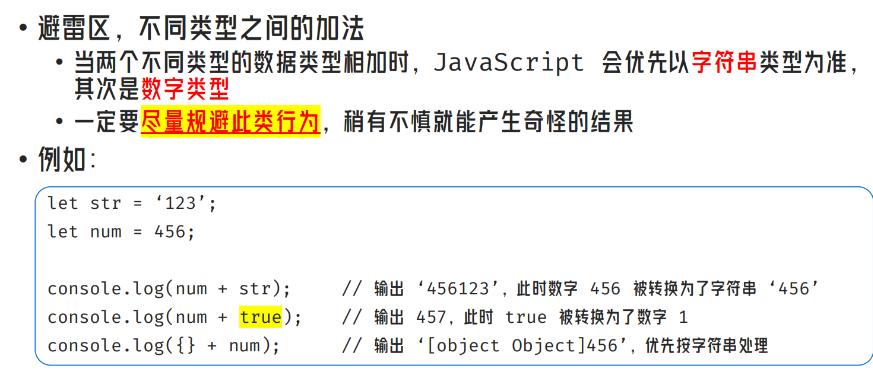 • 避雷区，不同类型之间的加法
• 当两个不同类型的数据类型相加时，JavaScript 会优先以字符串类型为准，
其次是数字类型
• 一定要尽量规避此类行为，稍有不慎就能产生奇怪的结果
• 例如：
let str = ‘123’;
let num = 456;
console.log(num + str);     // 输出 ‘456123’，此时数字 456 被转换为了字符串 ‘456’
console.log(num + true);    // 输出 457，此时 true 被转换为了数字 1
console.log({} + num);      // 输出 ‘[object Object]456’，优先按字符串处理